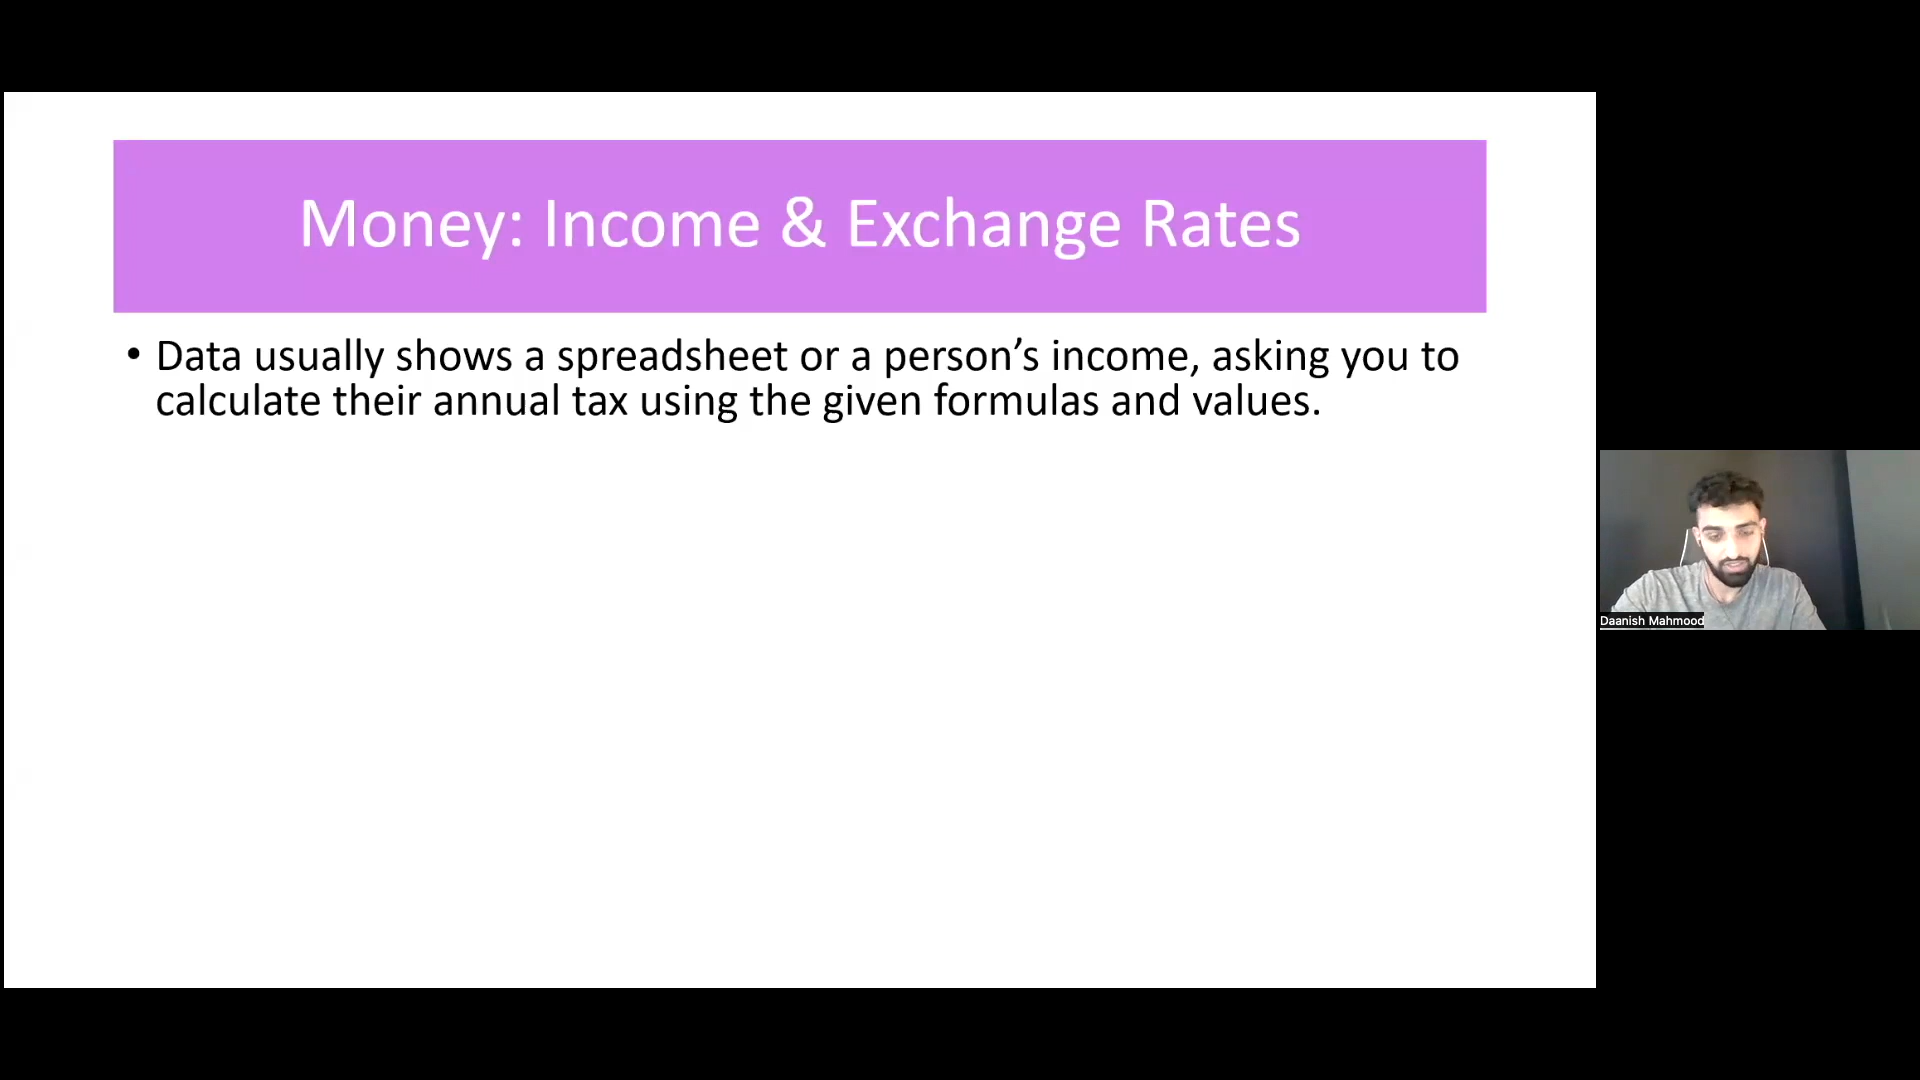 Money: Income & Exchange Rates
• Data usually shows a spreadsheet or a person’s income, asking you to
calculate their annual tax using the given formulas and values.
Daanish Mahmood